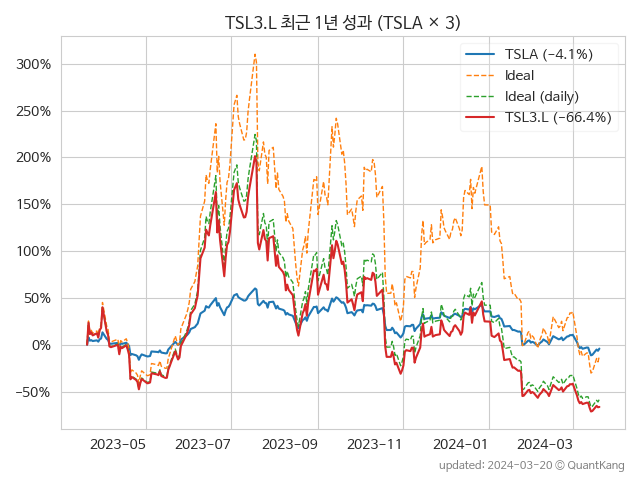 TSL3.L 최근 1년 성과 (TSLA × 3)
TSLA (−4.1%)
Ideal
Ideal (daily)
TSL3.L (−66.4%)
300%
250%
200%
150%
100%
50%
0%
−50%
2023−05
2023−07
2023−09
2023−11
2024−01
2024−03
updated: 2024−03−20 ⓒ QuantKang